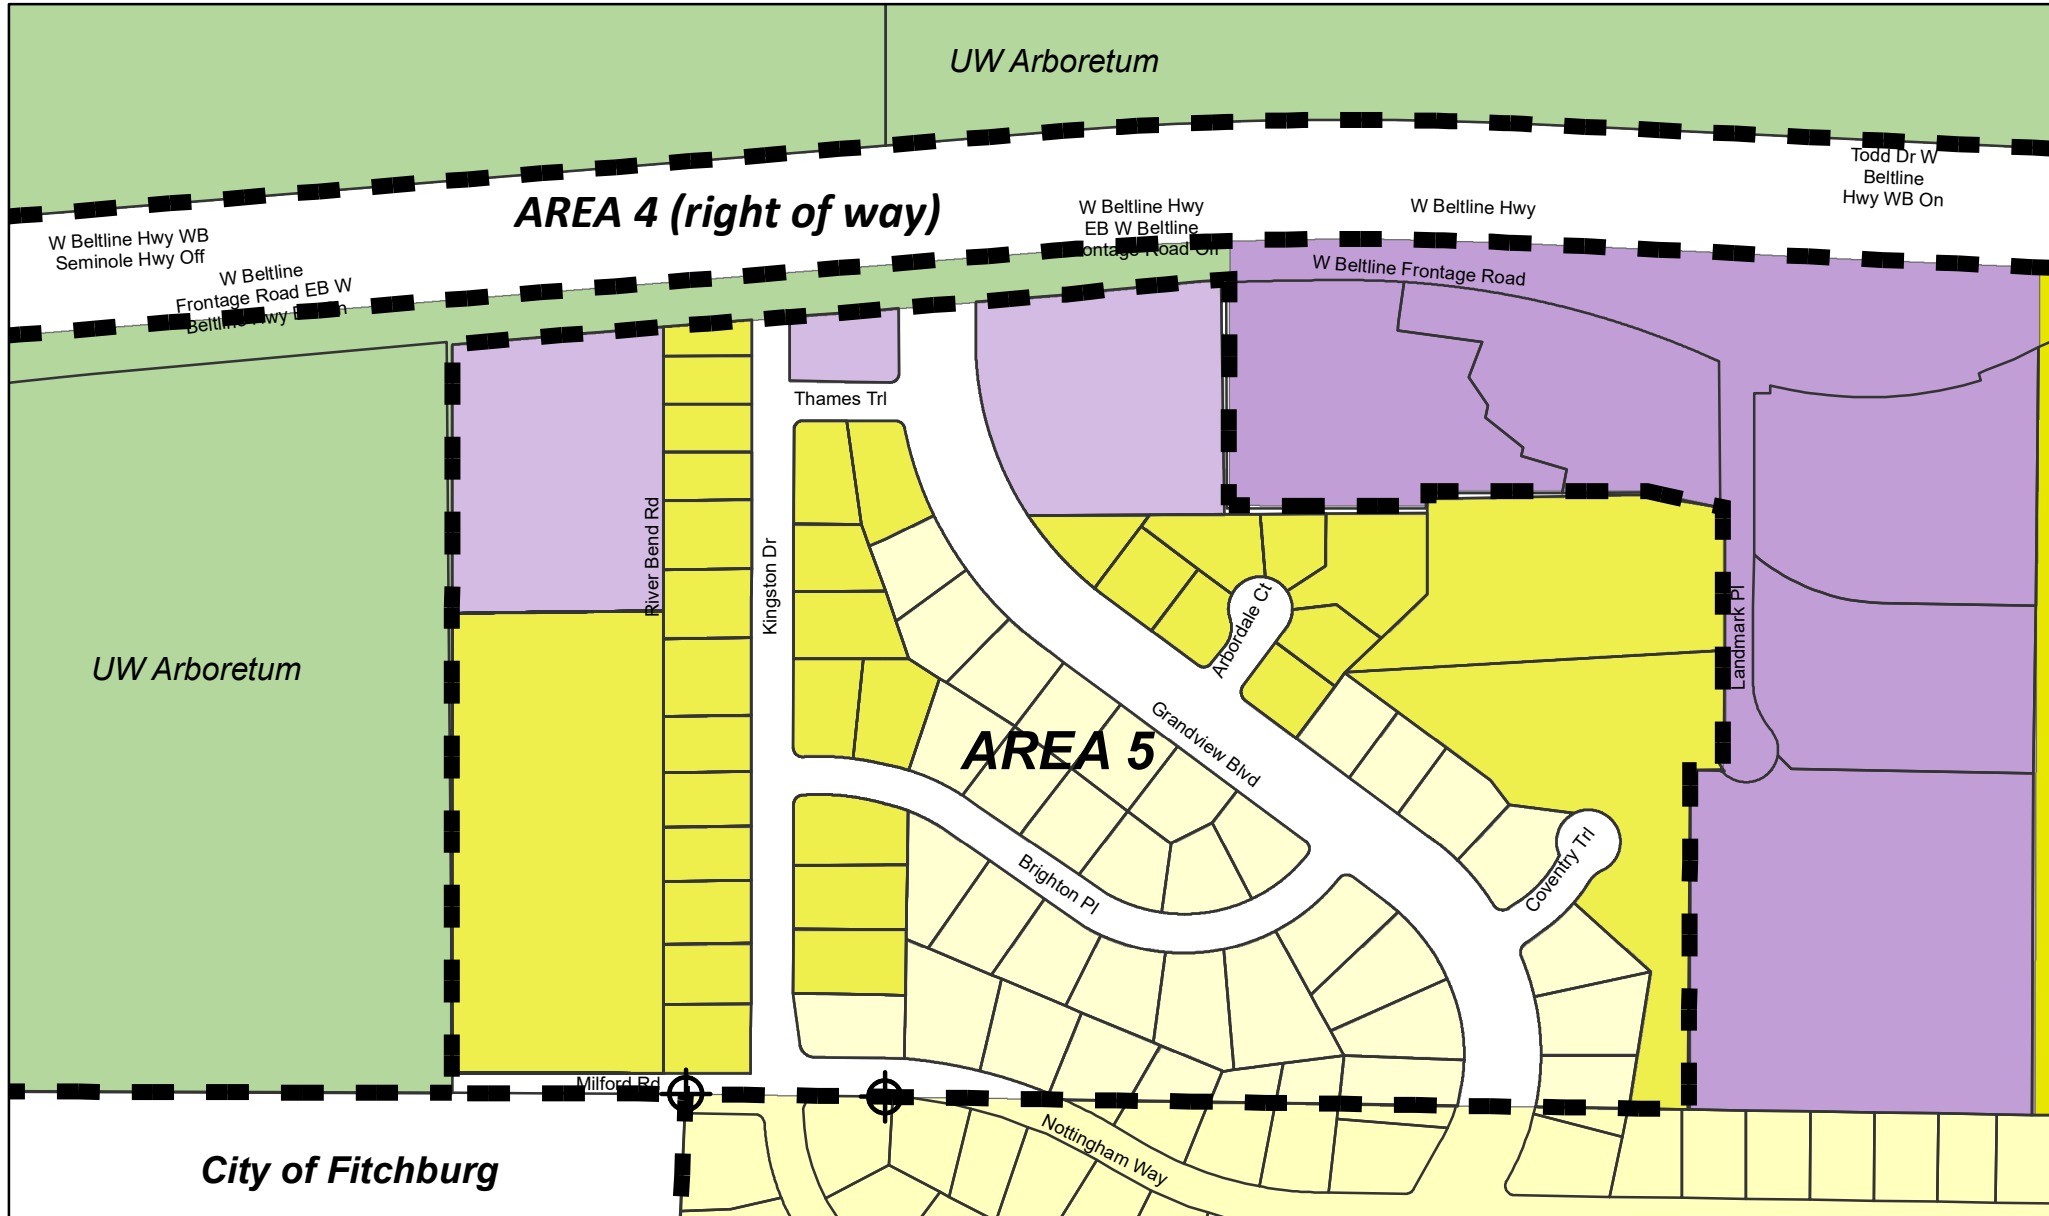 UW Arboretum
Todd Dr W
Beltline
Hwy WB On
AREA 4 (right of way)
W Beltline Hwy
EB W Beltline
Road
W Beltline Hwy
W Beltline Hwy WB
Seminole Hwy Off
W Beltline
Frontage Road EB W
W Beltline Frontage Road
Thames Trl
River Bend Rd
Kingston Dr
Arbordale Ct
Landmark Pl
UW Arboretum
AREA 5
Grandview Blvd
Brighton Pl
Coventry Trl
Milford Rd
Nottingham Way
City of Fitchburg